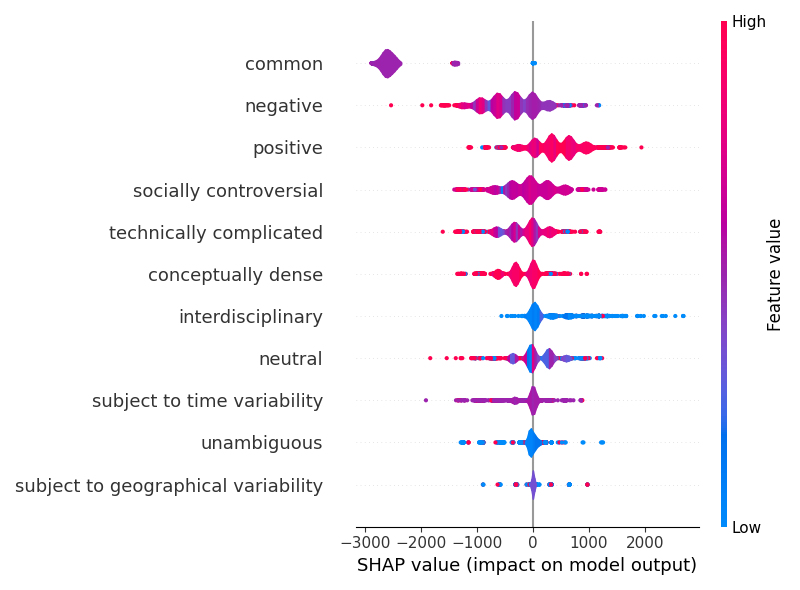 High
common
negative
positive
socially controversial
technically complicated
conceptually dense
interdisciplinary
neutral
subject to time variability
unambiguous
subject to geographical variability
Feature value
Low
−3000 −2000 −1000 0 1000 2000
SHAP value (impact on model output)